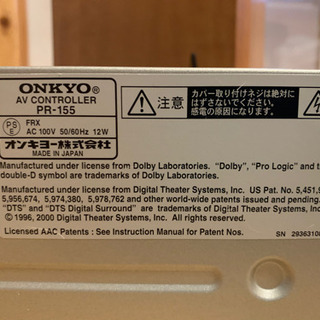 ONKYO
AV CONTROLLER
PR-155
PS
E
FRX
AC 100V 50/60Hz 12W
オンキヨー株式会社
MADE IN JAPAN
注意
カバー取り付けネジは絶対に
はずさないでください。
感電の危険になります。
Manufactured under license from Dolby Laboratories. “Dolby”, “Pro Logic” and t
double-D symbol are trademarks of Dolby Laboratories.
Manufactured under license from Digital Theater Systems, Inc. US Pat. No. 5,451,9
5,956,674, 5,974,380, 5,978,762 and other world-wide patents issued and pending.
“DTS” and “DTS Digital Surround” are trademarks of Digital Theater Systems, Inc.
© 1996, 2000 Digital Theater Systems, Inc. All rights reserved.
Licensed AAC Patents : See Instruction Manual for Patent Nos.
SN 2936310